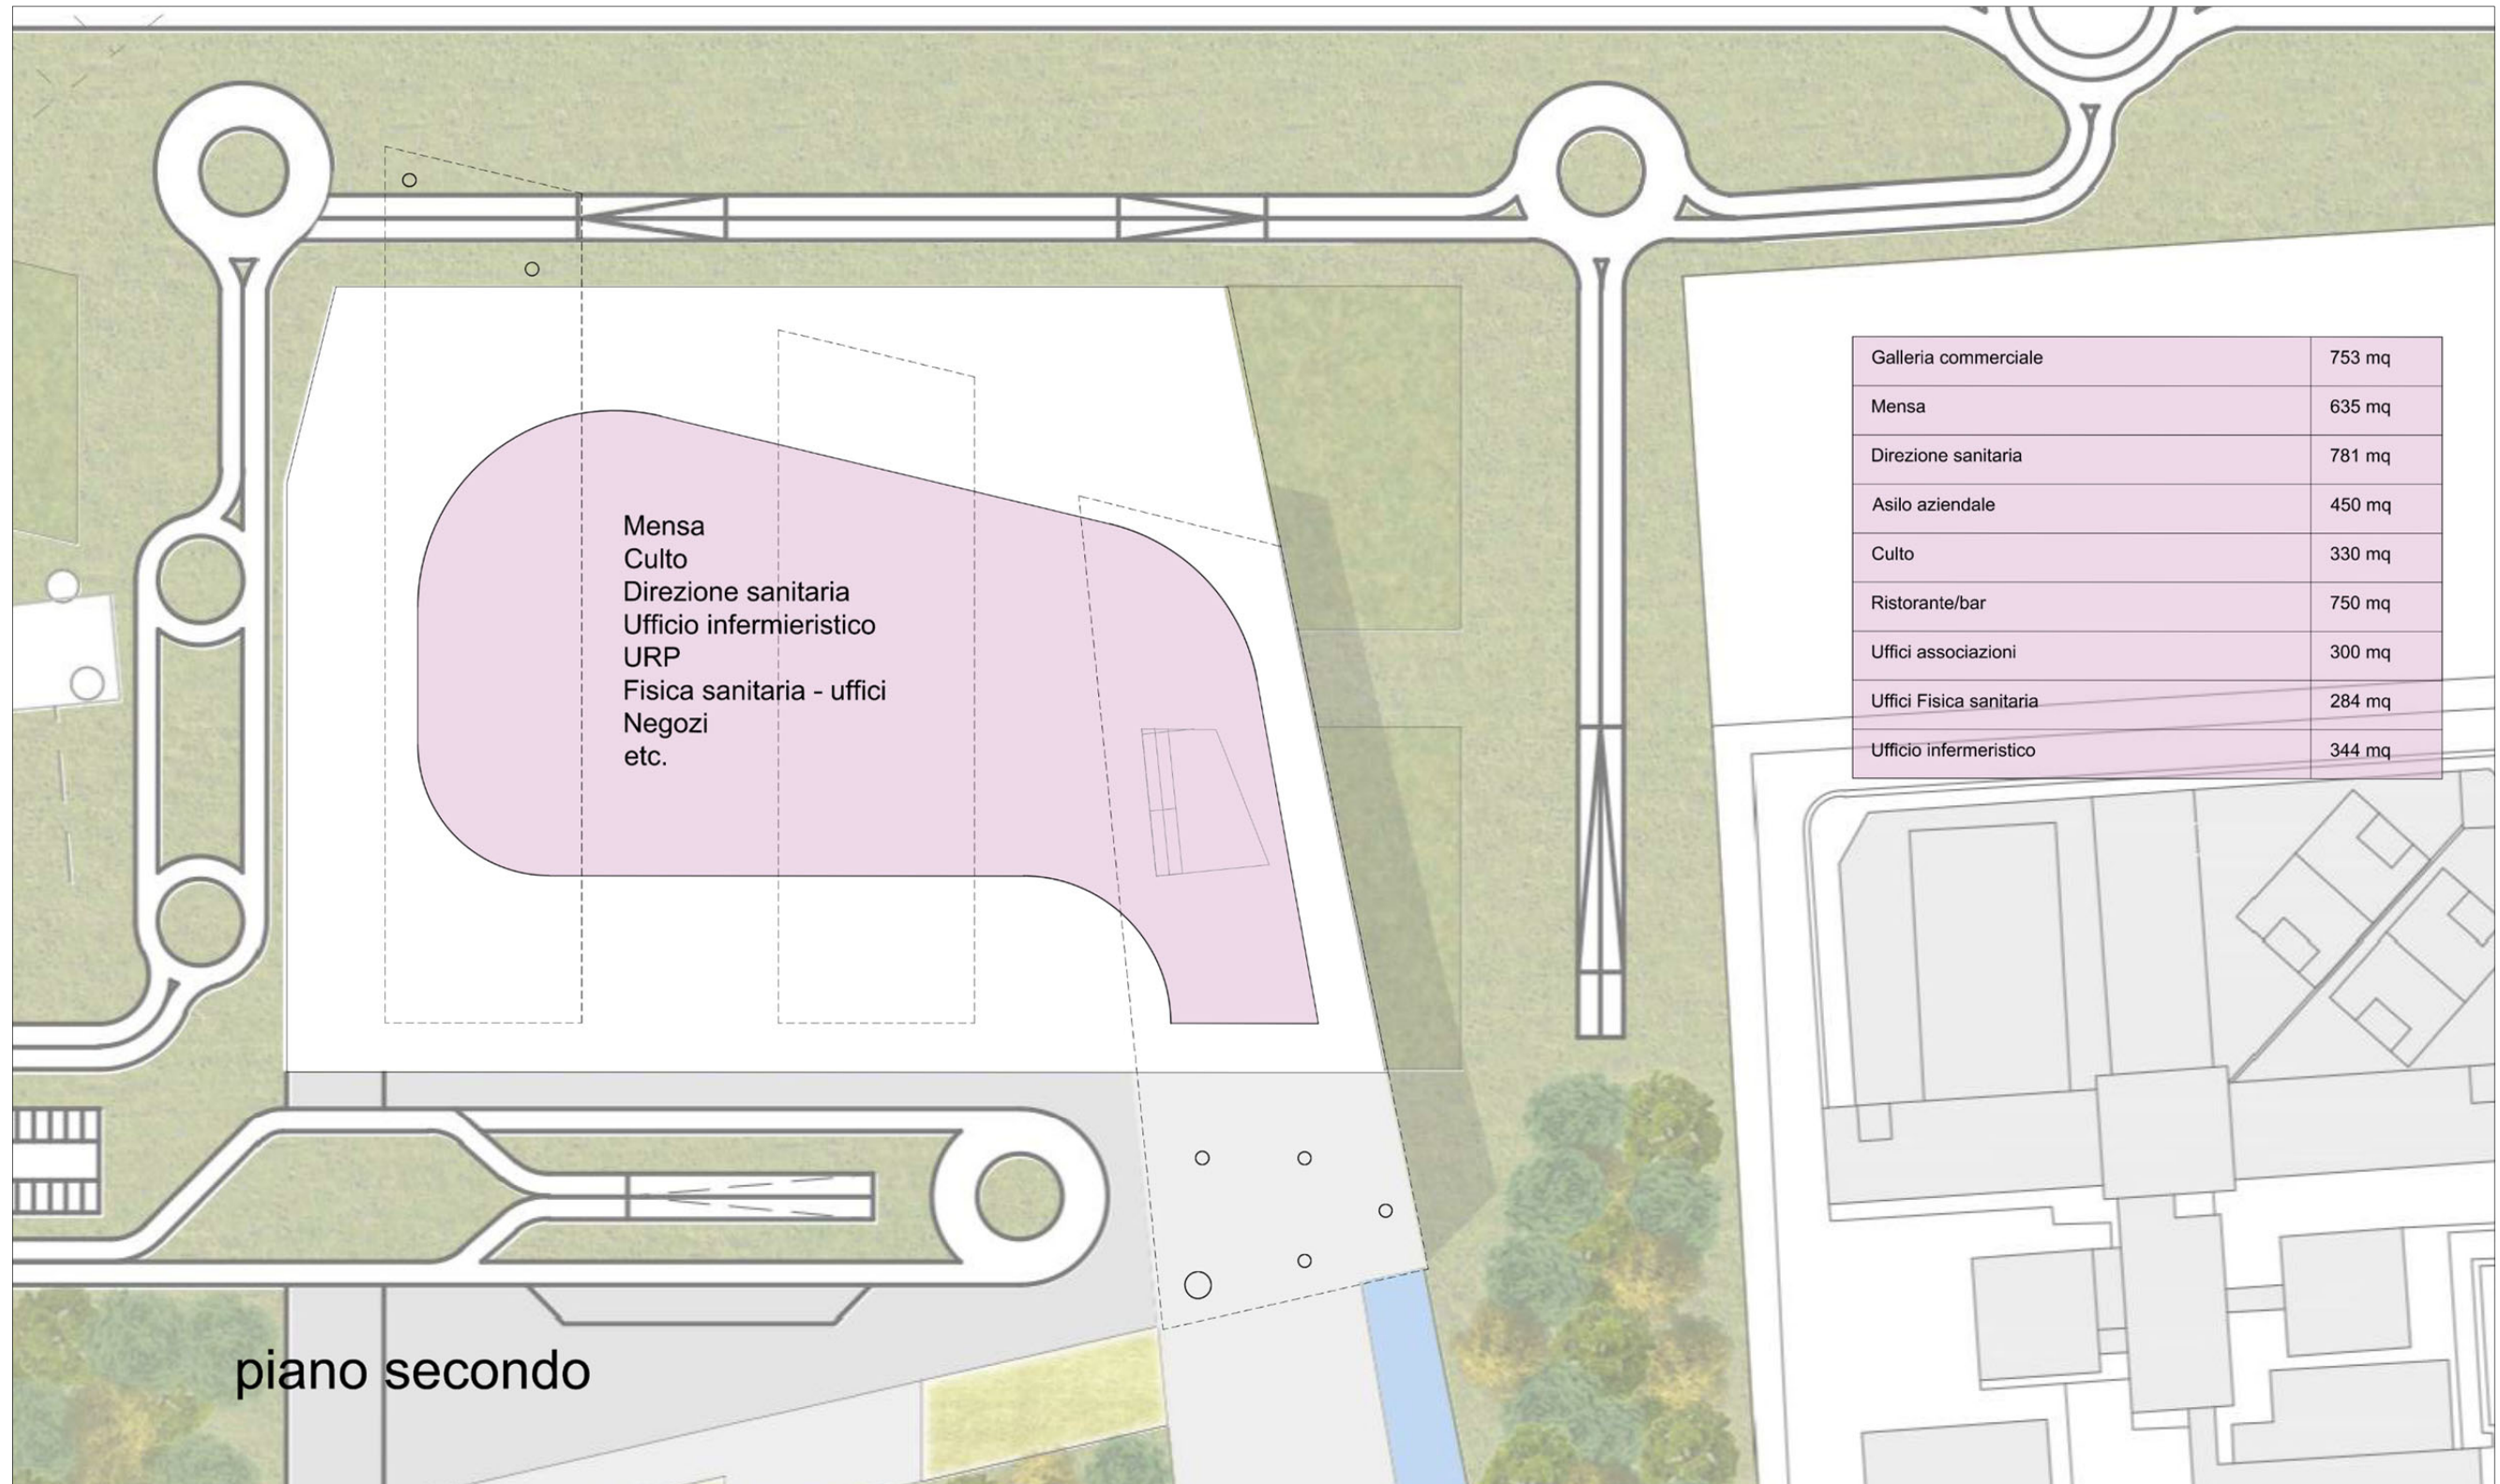 Mensa
Culto
Direzione sanitaria
Ufficio infermieristico
URP
Fisica sanitaria - uffici
Negozi
etc.
Galleria commerciale 753 mq
Mensa 635 mq
Direzione sanitaria 781 mq
Asilo aziendale 450 mq
Culto 330 mq
Ristorante/bar 750 mq
Uffici associazioni 300 mq
Uffici Fisica sanitaria 284 mq
Ufficio infermeristico 344 mq
piano secondo